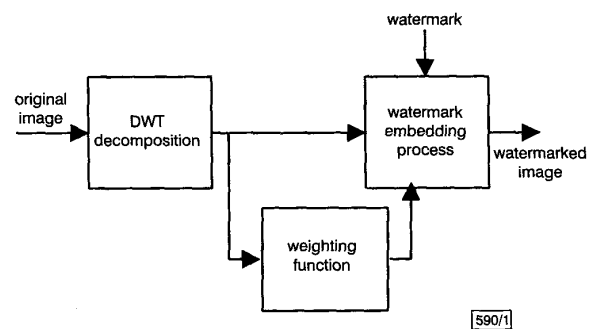 watermark
original
image
DWT
decomposition
watermark
embedding
process
watermarked
image
weighting
function
590/1